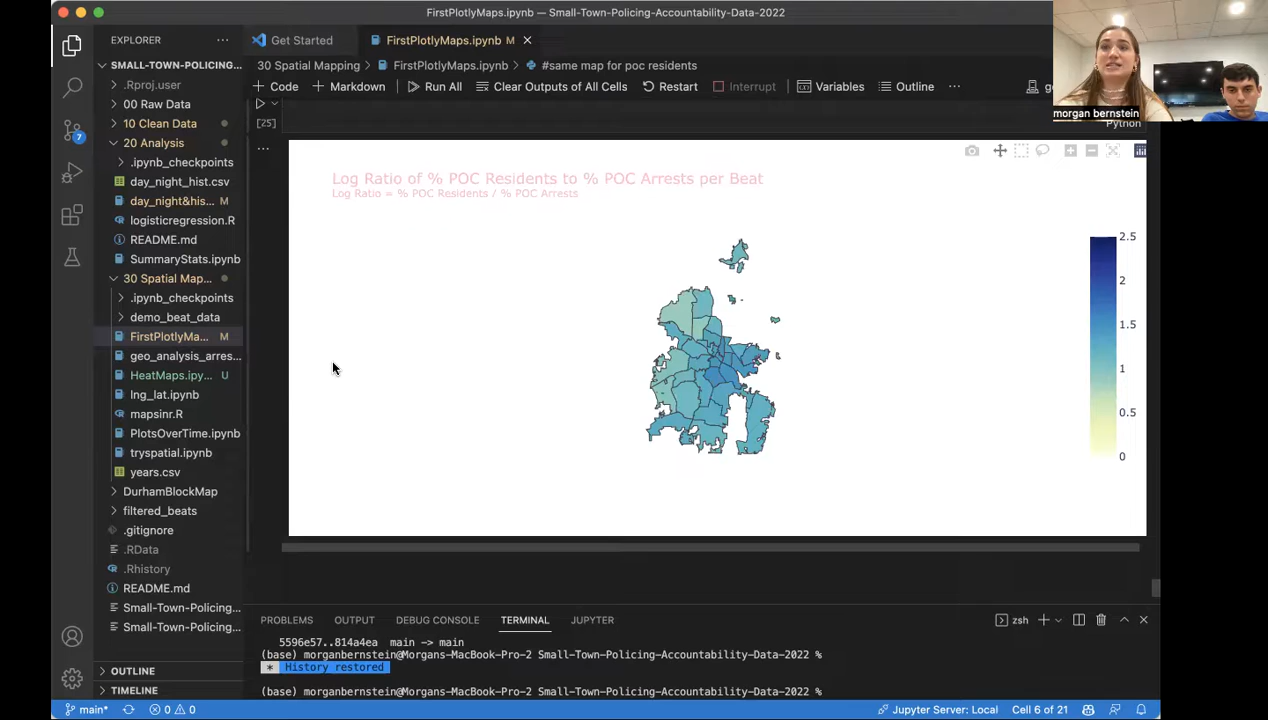 FirstPlotlyMaps.ipynb — Small-Town-Policing-Accountability-Data-2022
morgan bernstein
EXPLORER
Get Started
FirstPlotlyMaps.ipynb M
SMALL-TOWN-POLICING...
30 Spatial Mapping > FirstPlotlyMaps.ipynb > #same map for poc residents
Code
Markdown
Run All
Clear Outputs of All Cells
Restart
Interrupt
Variables
Outline
[25]
Python
.Rproj.user
00 Raw Data
10 Clean Data
20 Analysis
.ipynb_checkpoints
day_night_hist.csv
day_night&his... M
logisticregression.R
README.md
SummaryStats.ipynb
30 Spatial Map...
.ipynb_checkpoints
demo_beat_data
FirstPlotlyMa... M
geo_analysis_arres...
HeatMaps.ipy... U
lng_lat.ipynb
mapsinr.R
PlotsOverTime.ipynb
tryspatial.ipynb
years.csv
DurhamBlockMap
filtered_beats
.gitignore
.RData
.Rhistory
README.md
Small-Town-Policing...
Small-Town-Policing...
OUTLINE
TIMELINE
7
Log Ratio of % POC Residents to % POC Arrests per Beat
Log Ratio = % POC Residents / % POC Arrests
2.5
2
1.5
1
0.5
0
PROBLEMS
OUTPUT
DEBUG CONSOLE
TERMINAL
JUPYTER
zsh
5596e57..814a4ea main -> main
(base) morganbernstein@Morgans-MacBook-Pro-2 Small-Town-Policing-Accountability-Data-2022 %
* History restored
(base) morganbernstein@Morgans-MacBook-Pro-2 Small-Town-Policing-Accountability-Data-2022 %
main*
0
0
Jupyter Server: Local
Cell 6 of 21